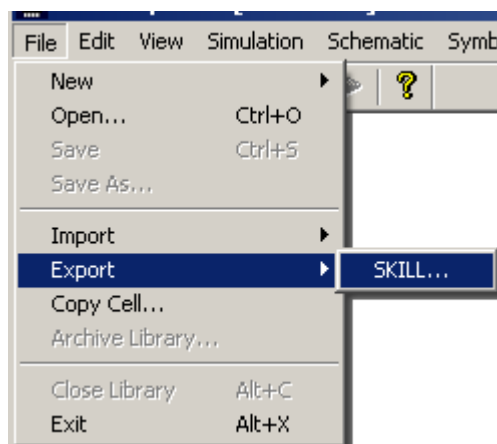 File Edit View Simulation Schematic
New
Open... Ctrl+O
Save Ctrl+S
Save As...
Import
Export SKILL...
Copy Cell...
Archive Library...
Close Library Alt+C
Exit Alt+X